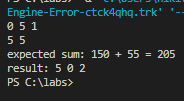 Engine-Error-ctck4qhq.trk' '--
0 5 1
5 5
expected sum: 150 + 55 = 205
result: 5 0 2
PS C:\labs>